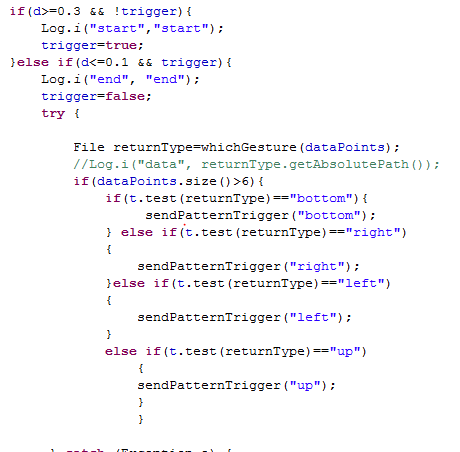 if(d>=0.3 && !trigger){
Log.i("start","start");
trigger=true;
}else if(d<=0.1 && trigger){
Log.i("end", "end");
trigger=false;
try {
File returnType=whichGesture(dataPoints);
//Log.i("data", returnType.getAbsolutePath());
if(dataPoints.size()>6){
if(t.test(returnType)=="bottom"){
sendPatternTrigger("bottom");
} else if(t.test(returnType)=="right")
{
sendPatternTrigger("right");
}else if(t.test(returnType)=="left")
{
sendPatternTrigger("left");
}
else if(t.test(returnType)=="up")
{
sendPatternTrigger("up");
}
}
} catch (Exception e) {